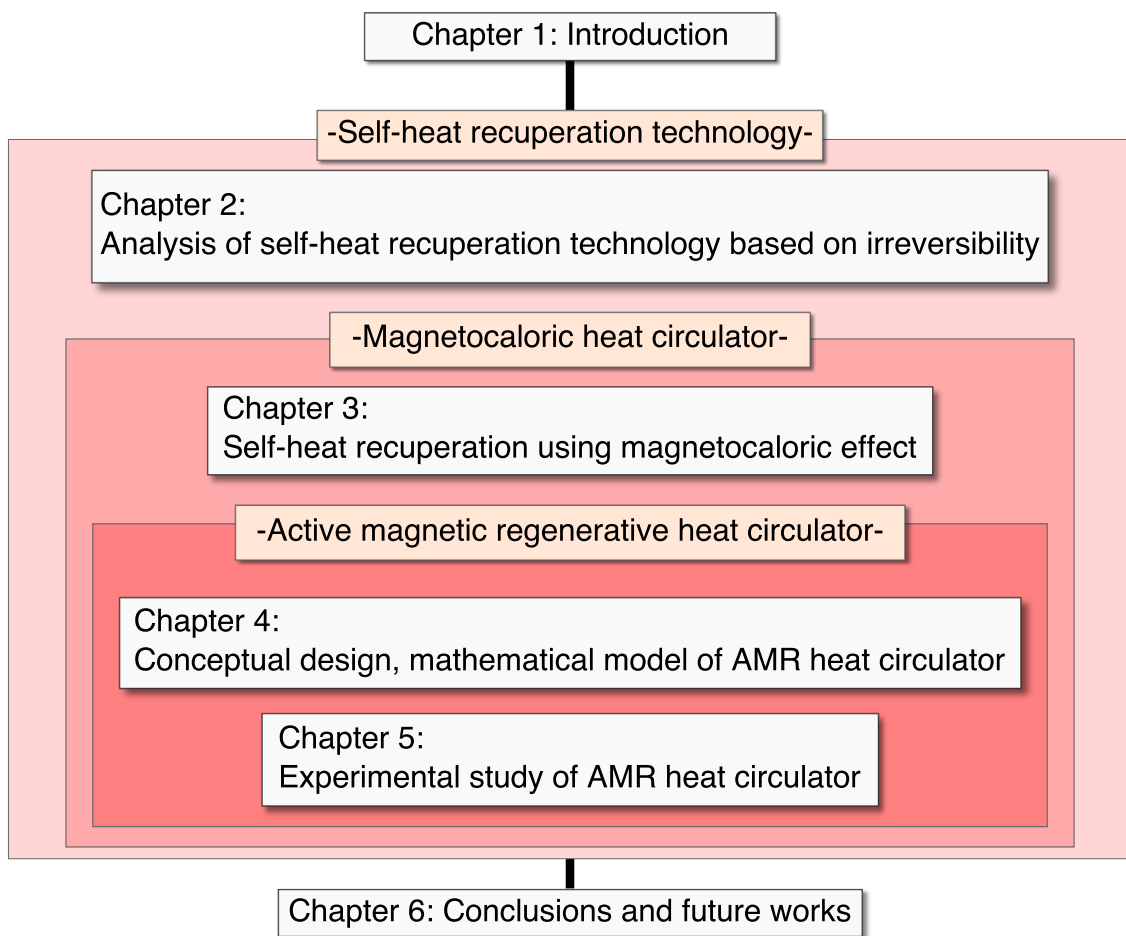 Chapter 1: Introduction
-Self-heat recuperation technology-
Chapter 2:
Analysis of self-heat recuperation technology based on irreversibility
-Magnetocaloric heat circulator-
Chapter 3:
Self-heat recuperation using magnetocaloric effect
-Active magnetic regenerative heat circulator-
Chapter 4:
Conceptual design, mathematical model of AMR heat circulator
Chapter 5:
Experimental study of AMR heat circulator
Chapter 6: Conclusions and future works